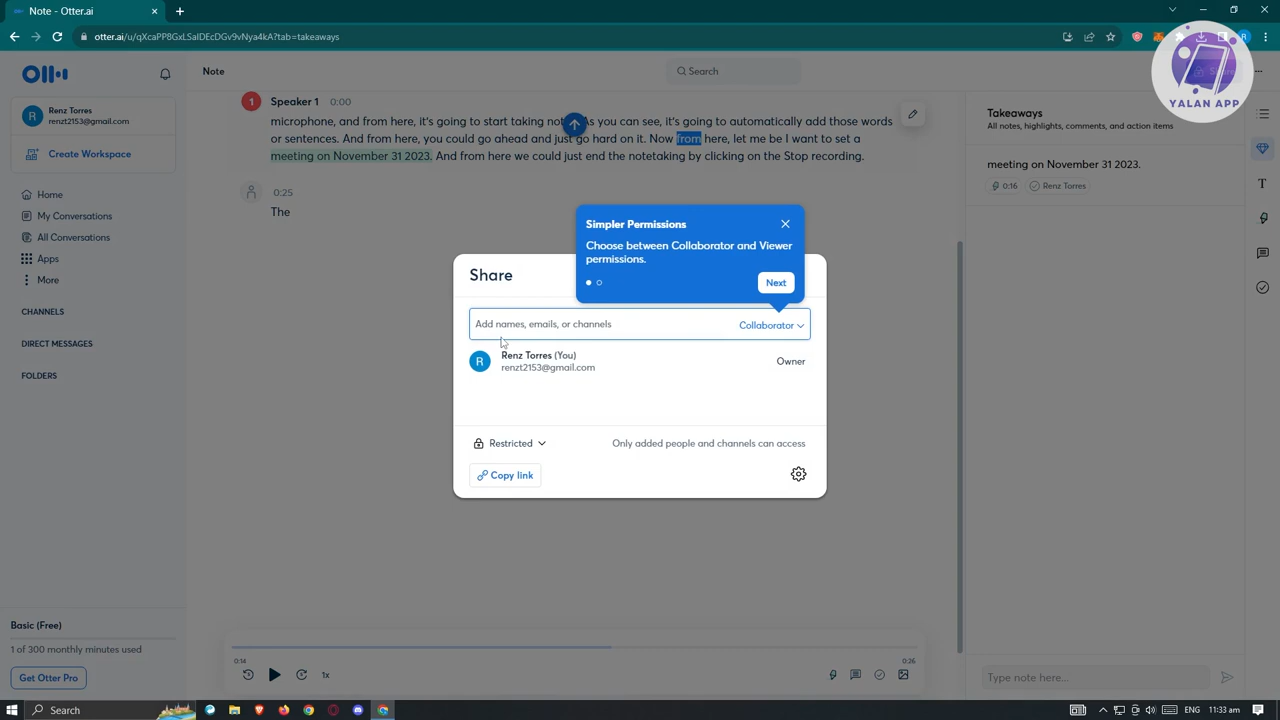 Note - Otter.ai
otter.ai/u/qXcaPP8GxLSaIDEcDGv9vNya4kA?tab=takeaways
R
YALAN APP
Note
Search
R
Renz Torres
renzt2153@gmail.com
Create Workspace
Home
My Conversations
All Conversations
Apps
More
CHANNELS
DIRECT MESSAGES
FOLDERS
Basic (Free)
1 of 300 monthly minutes used
Get Otter Pro
1 Speaker 1 0:00
microphone, and from here, it's going to start taking As you can see, it's going to automatically add those words
or sentences. And from here, you could go ahead and just go hard on it. Now from here, let me be I want to set a
meeting on November 31 2023. And from here we could just end the notetaking by clicking on the Stop recording.
0:25
The
Simpler Permissions
Choose between Collaborator and Viewer
permissions.
Next
Share
Add names, emails, or channels
Collaborator
R
Renz Torres (You)
renzt2153@gmail.com
Owner
Restricted
Only added people and channels can access
Copy link
0:14
0:26
1x
Takeaways
All notes, highlights, comments, and action items
meeting on November 31 2023.
0:16
Renz Torres
T
Type note here...
Search
ENG
11:33 am